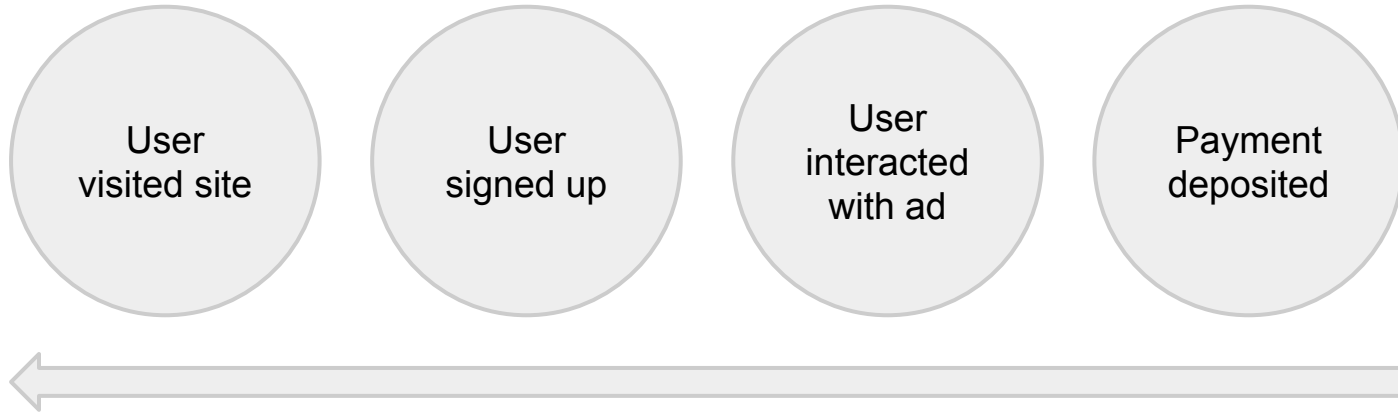 User
visited site
User
signed up
User
interacted
with ad
Payment
deposited